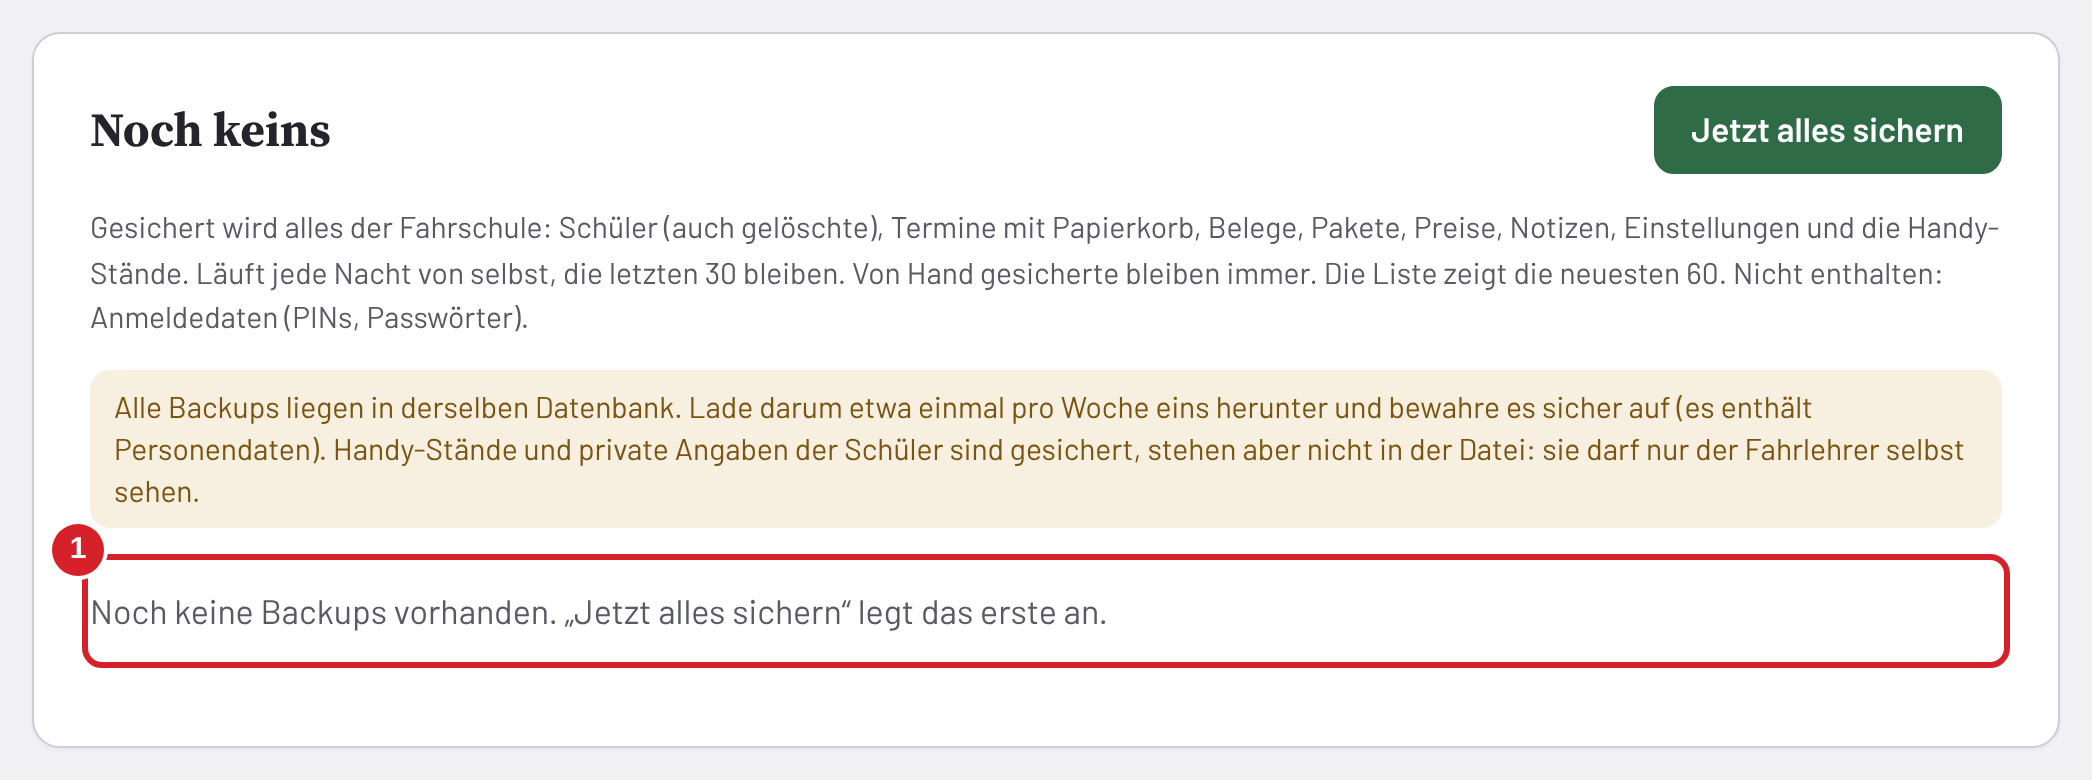 Noch keins
Jetzt alles sichern
Gesichert wird alles der Fahrschule: Schüler (auch gelöschte), Termine mit Papierkorb, Belege, Pakete, Preise, Notizen, Einstellungen und die Handy-
Stände. Läuft jede Nacht von selbst, die letzten 30 bleiben. Von Hand gesicherte bleiben immer. Die Liste zeigt die neuesten 60. Nicht enthalten:
Anmeldedaten (PINs, Passwörter).
Alle Backups liegen in derselben Datenbank. Lade darum etwa einmal pro Woche eins herunter und bewahre es sicher auf (es enthält
Personendaten). Handy-Stände und private Angaben der Schüler sind gesichert, stehen aber nicht in der Datei: sie darf nur der Fahrlehrer selbst
sehen.
1
Noch keine Backups vorhanden. „Jetzt alles sichern“ legt das erste an.